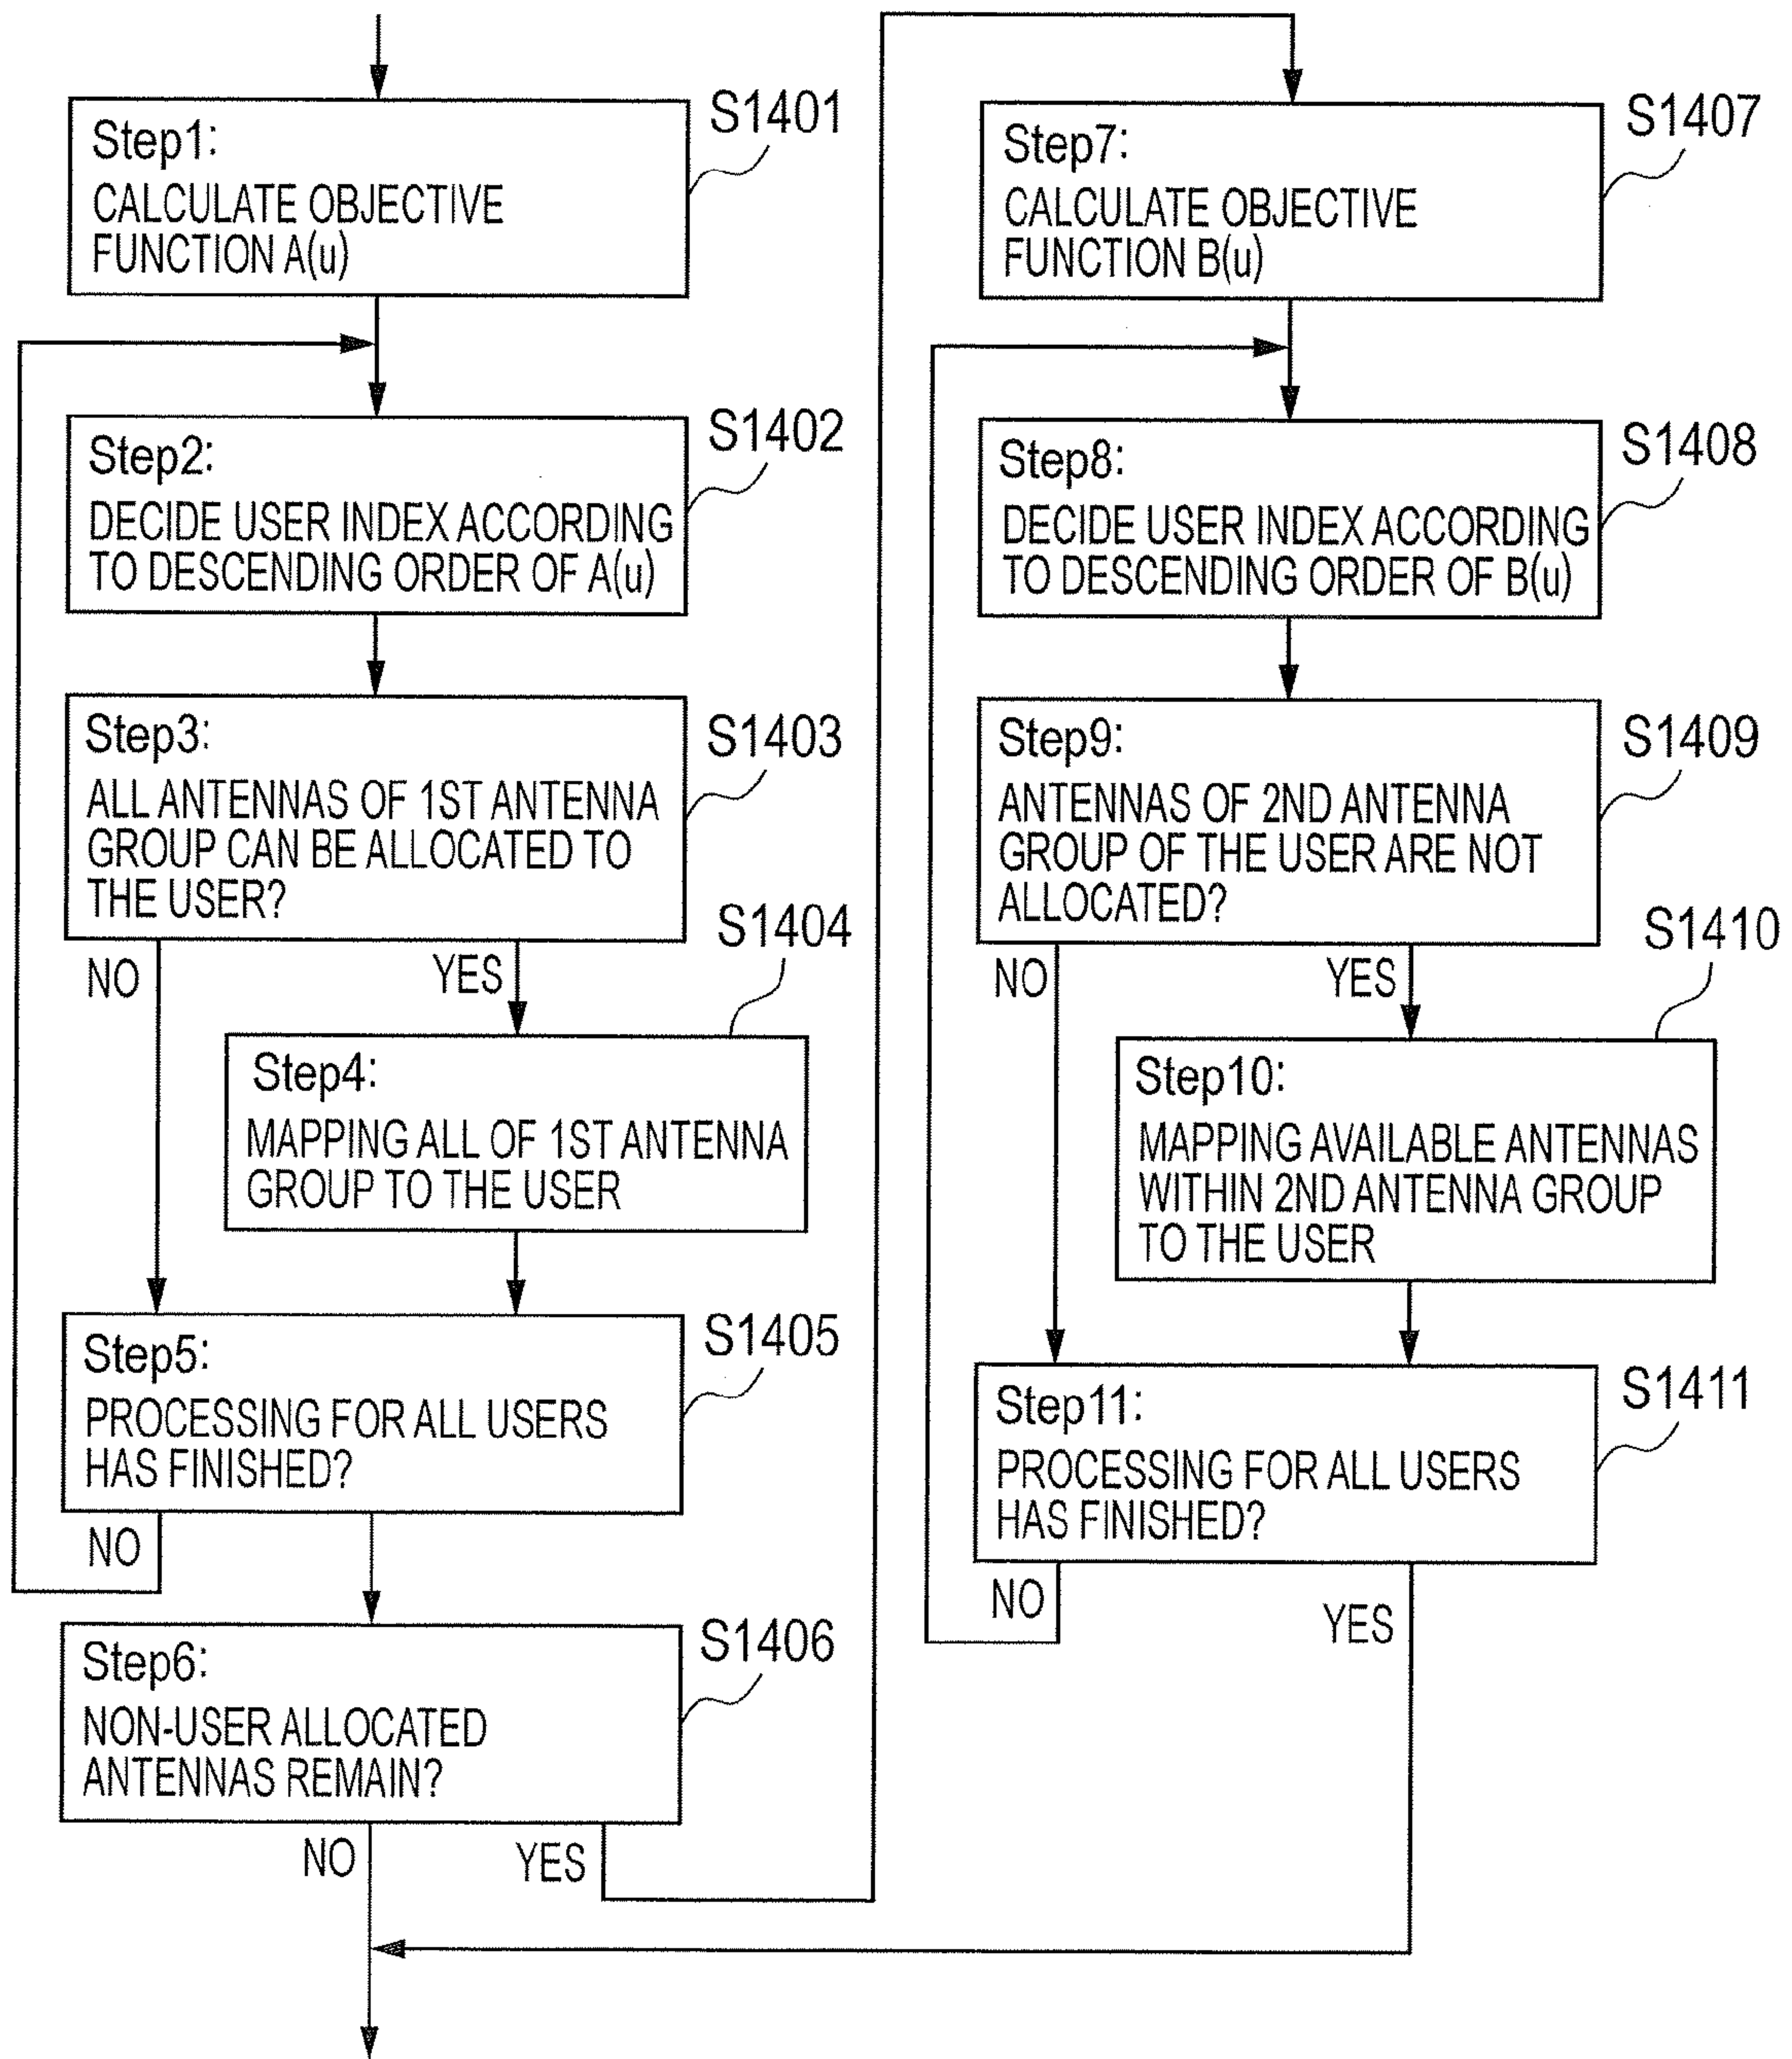 S1401
Step1:
CALCULATE OBJECTIVE
FUNCTION A(u)
S1402
Step2:
DECIDE USER INDEX ACCORDING
TO DESCENDING ORDER OF A(u)
S1403
Step3:
ALL ANTENNAS OF 1ST ANTENNA
GROUP CAN BE ALLOCATED TO
THE USER?
NO
YES
S1404
Step4:
MAPPING ALL OF 1ST ANTENNA
GROUP TO THE USER
S1405
Step5:
PROCESSING FOR ALL USERS
HAS FINISHED?
NO
S1406
Step6:
NON-USER ALLOCATED
ANTENNAS REMAIN?
NO
YES
S1407
Step7:
CALCULATE OBJECTIVE
FUNCTION B(u)
S1408
Step8:
DECIDE USER INDEX ACCORDING
TO DESCENDING ORDER OF B(u)
S1409
Step9:
ANTENNAS OF 2ND ANTENNA
GROUP OF THE USER ARE NOT
ALLOCATED?
NO
YES
S1410
Step10:
MAPPING AVAILABLE ANTENNAS
WITHIN 2ND ANTENNA GROUP
TO THE USER
S1411
Step11:
PROCESSING FOR ALL USERS
HAS FINISHED?
NO
YES